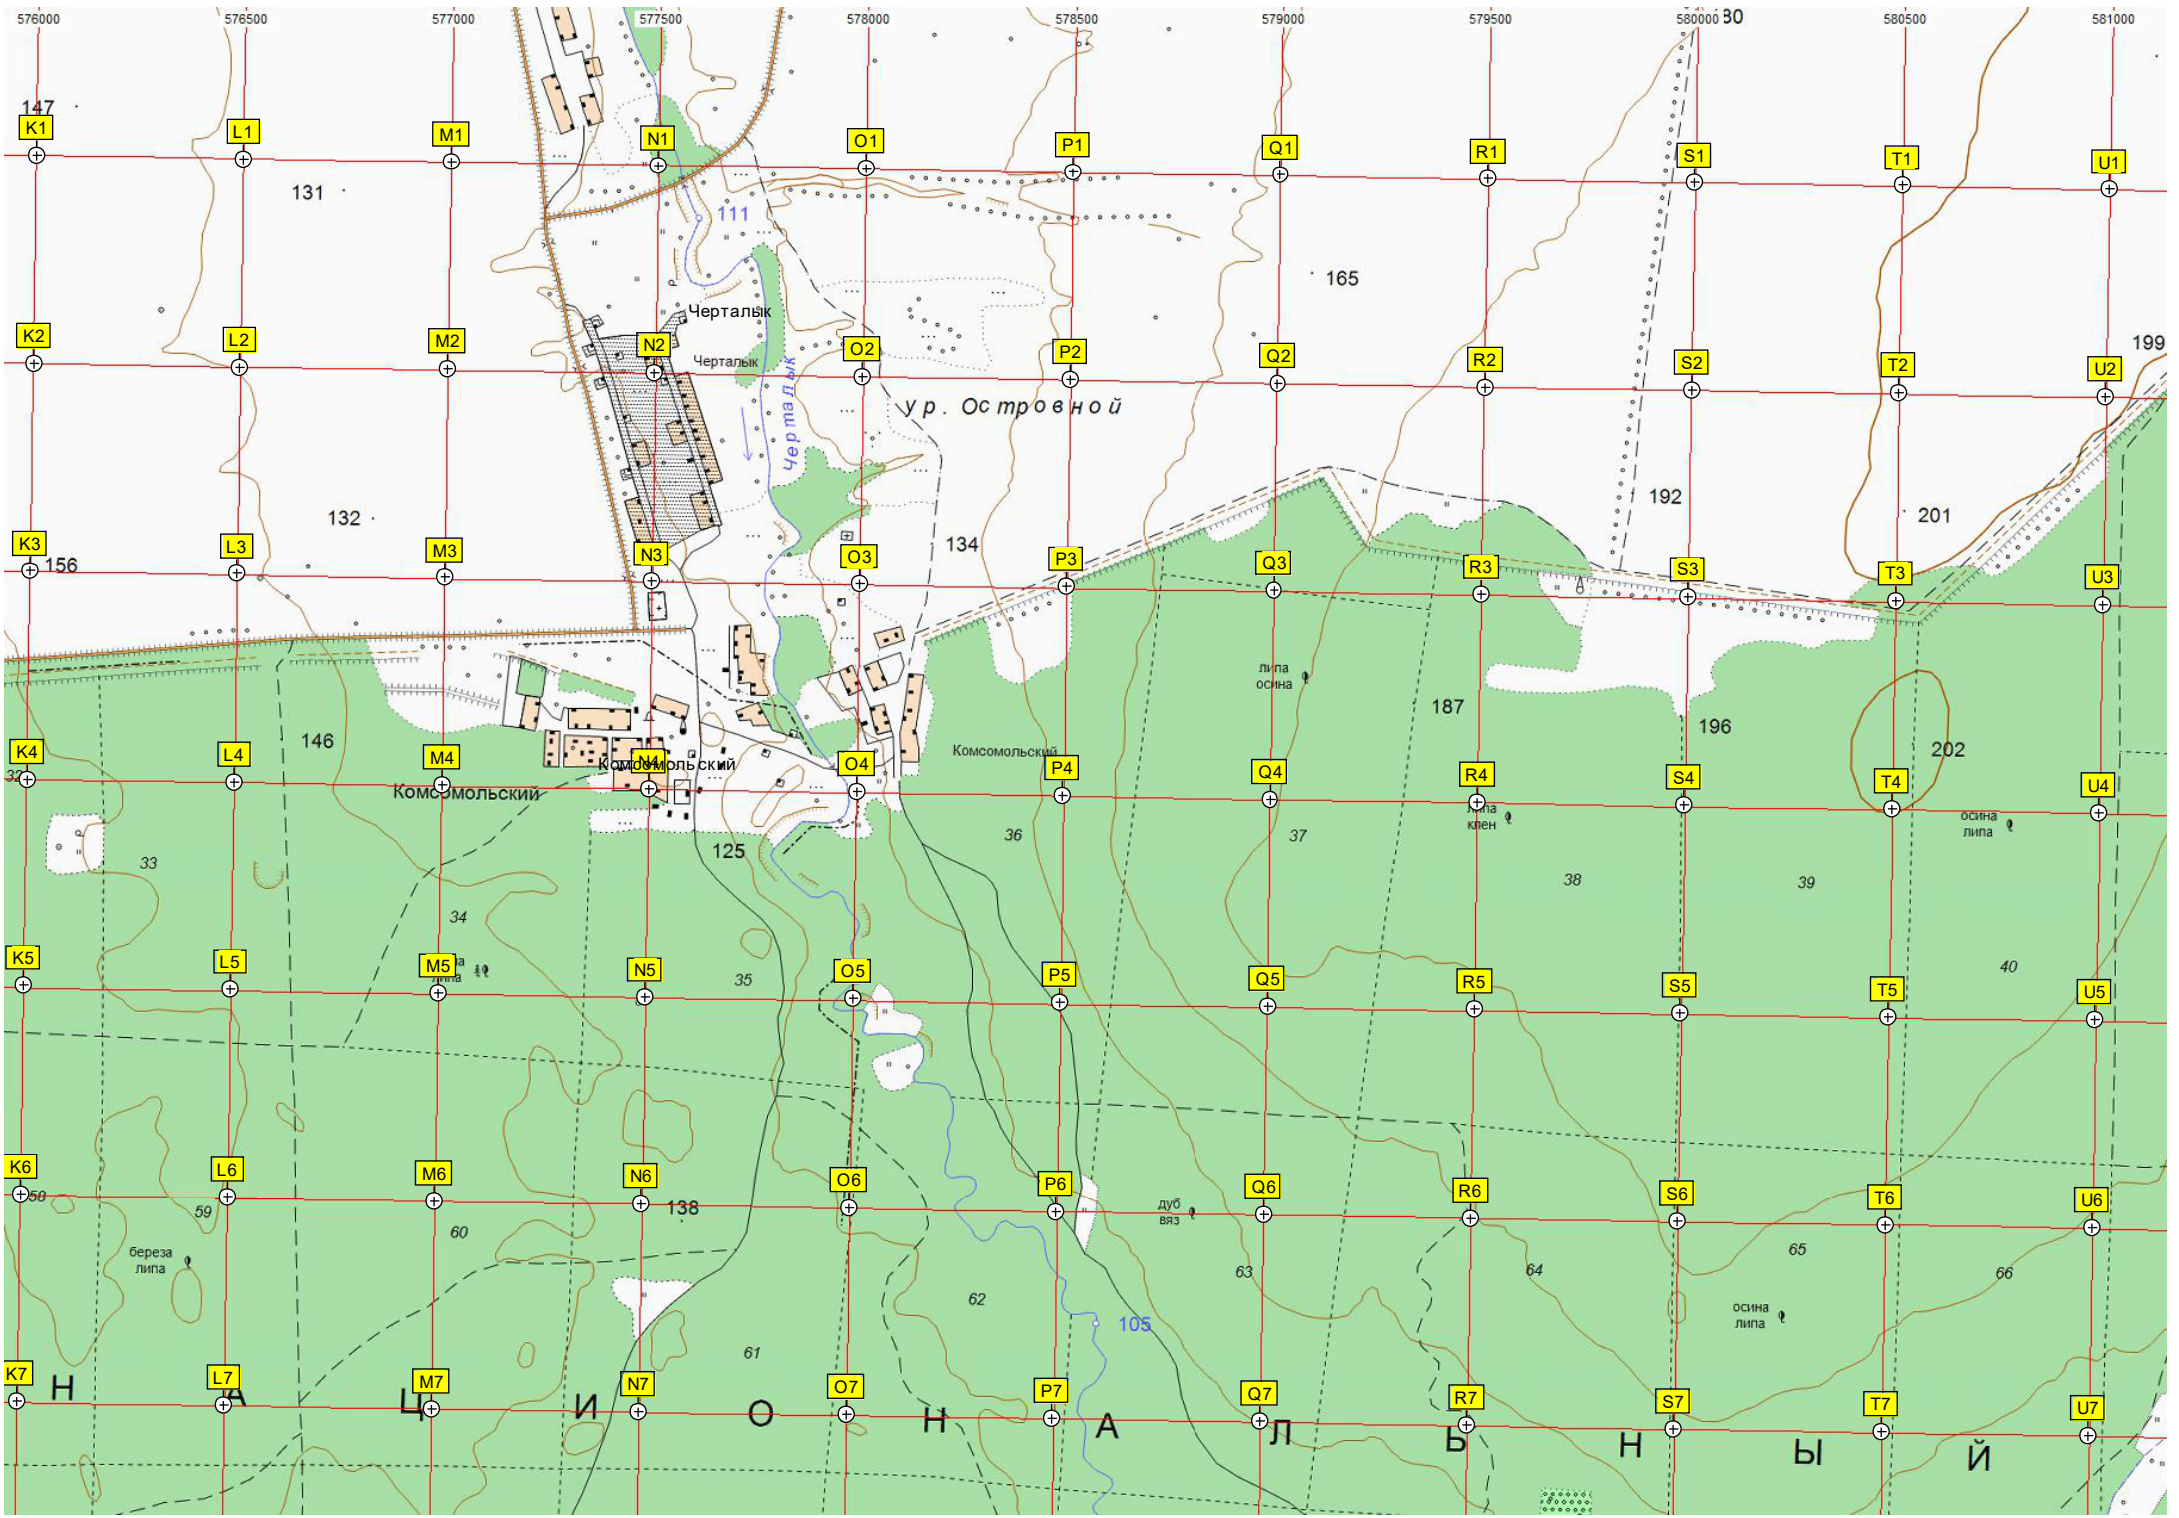 576000 576500 577000 577500 578000 578500 579000 579500 580000 580500 581000
147
K1 L1 M1 N1 O1 P1 Q1 R1 S1 T1 U1
131
111
165
Черталык
K2 L2 M2 N2 O2 P2 Q2 R2 S2 T2 U2
199
Черталык
Черталык
ур. Островной
192
201
132
134
K3 L3 M3 N3 O3 P3 Q3 R3 S3 T3 U3
156
липа
осина
187
146
196
202
Комсомольский
K4 L4 M4 N4 O4 P4 Q4 R4 S4 T4 U4
32
Комсомольский
Комсомольский
липа
клен
осина
липа
125
33
36
37
38
39
34
35
40
K5 L5 M5 N5 O5 P5 Q5 R5 S5 T5 U5
липа
K6 L6 M6 N6 O6 P6 Q6 R6 S6 T6 U6
58
59
138
дуб
вяз
60
65
береза
липа
63
64
66
62
осина
липа
105
61
K7 L7 M7 N7 O7 P7 Q7 R7 S7 T7 U7
Н А Ц И О Н А Л Ь Н Ы Й